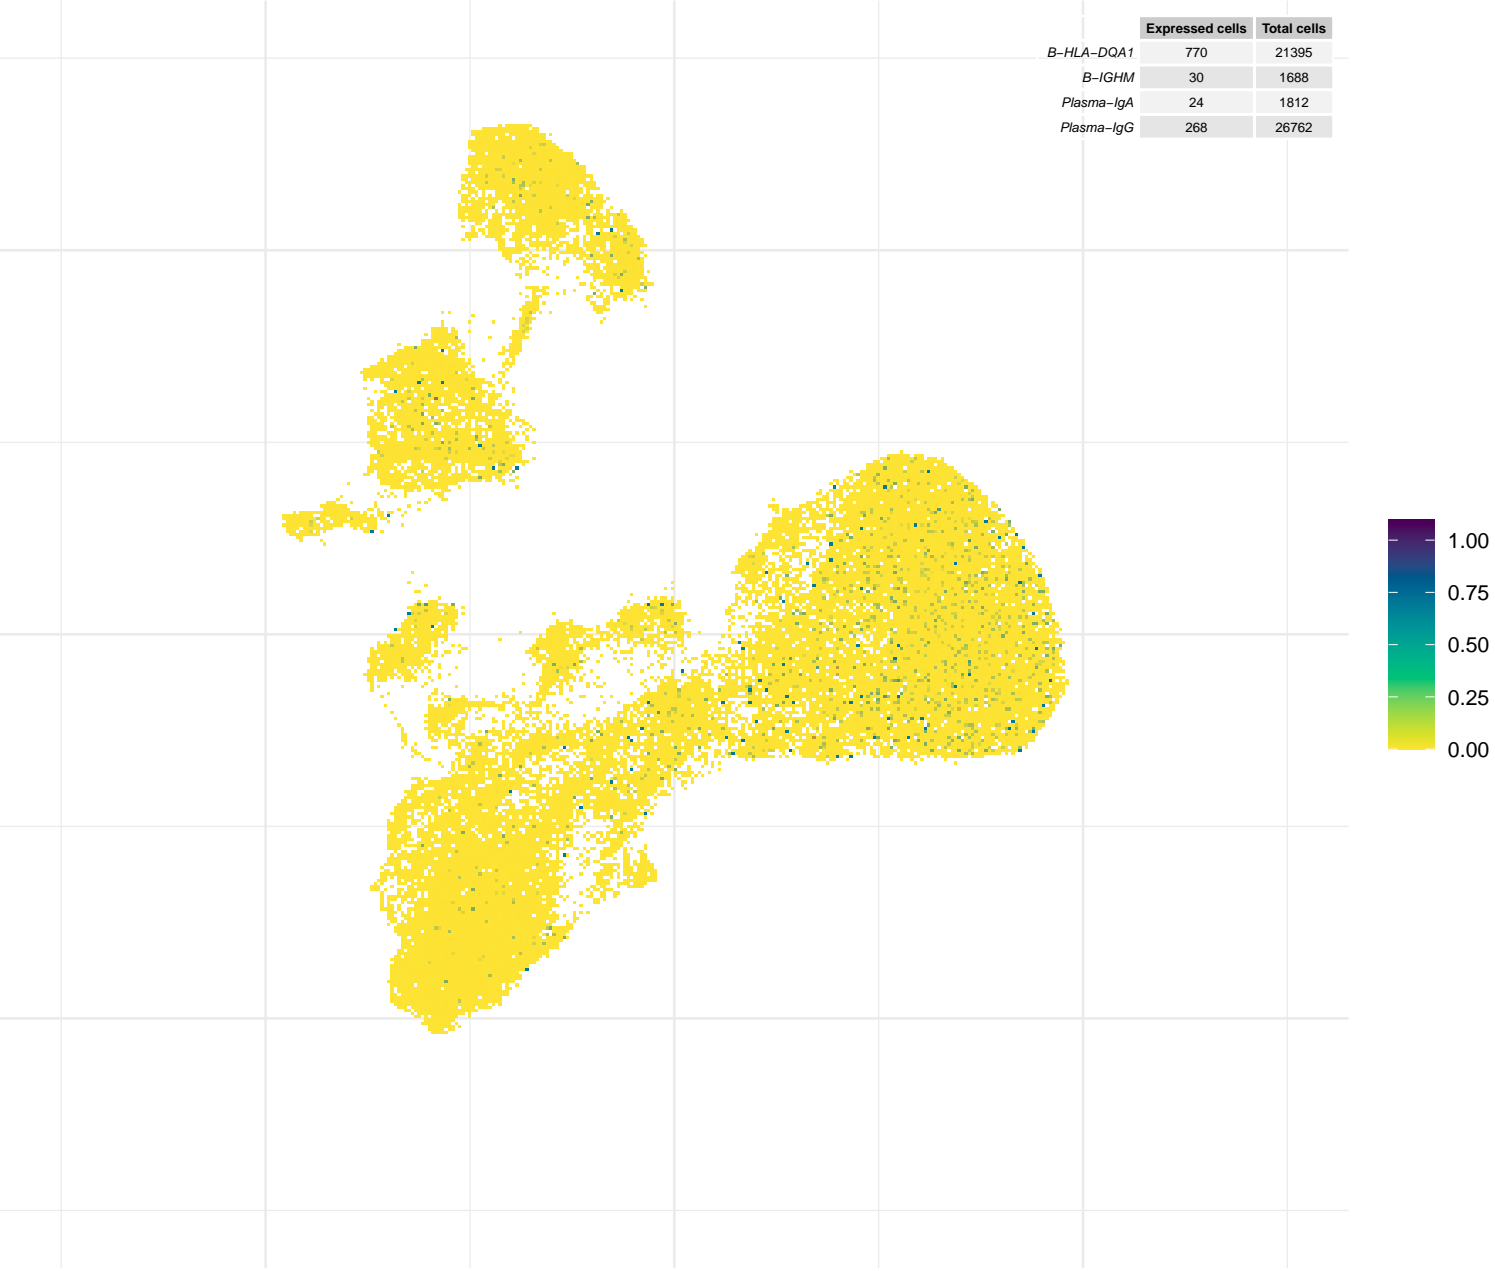 Expressed cells Total cells
B−HLA−DQA1 770 21395
B−IGHM 30 1688
Plasma−IgA 24 1812
Plasma−IgG 268 26762
1.00
0.75
0.50
0.25
0.00